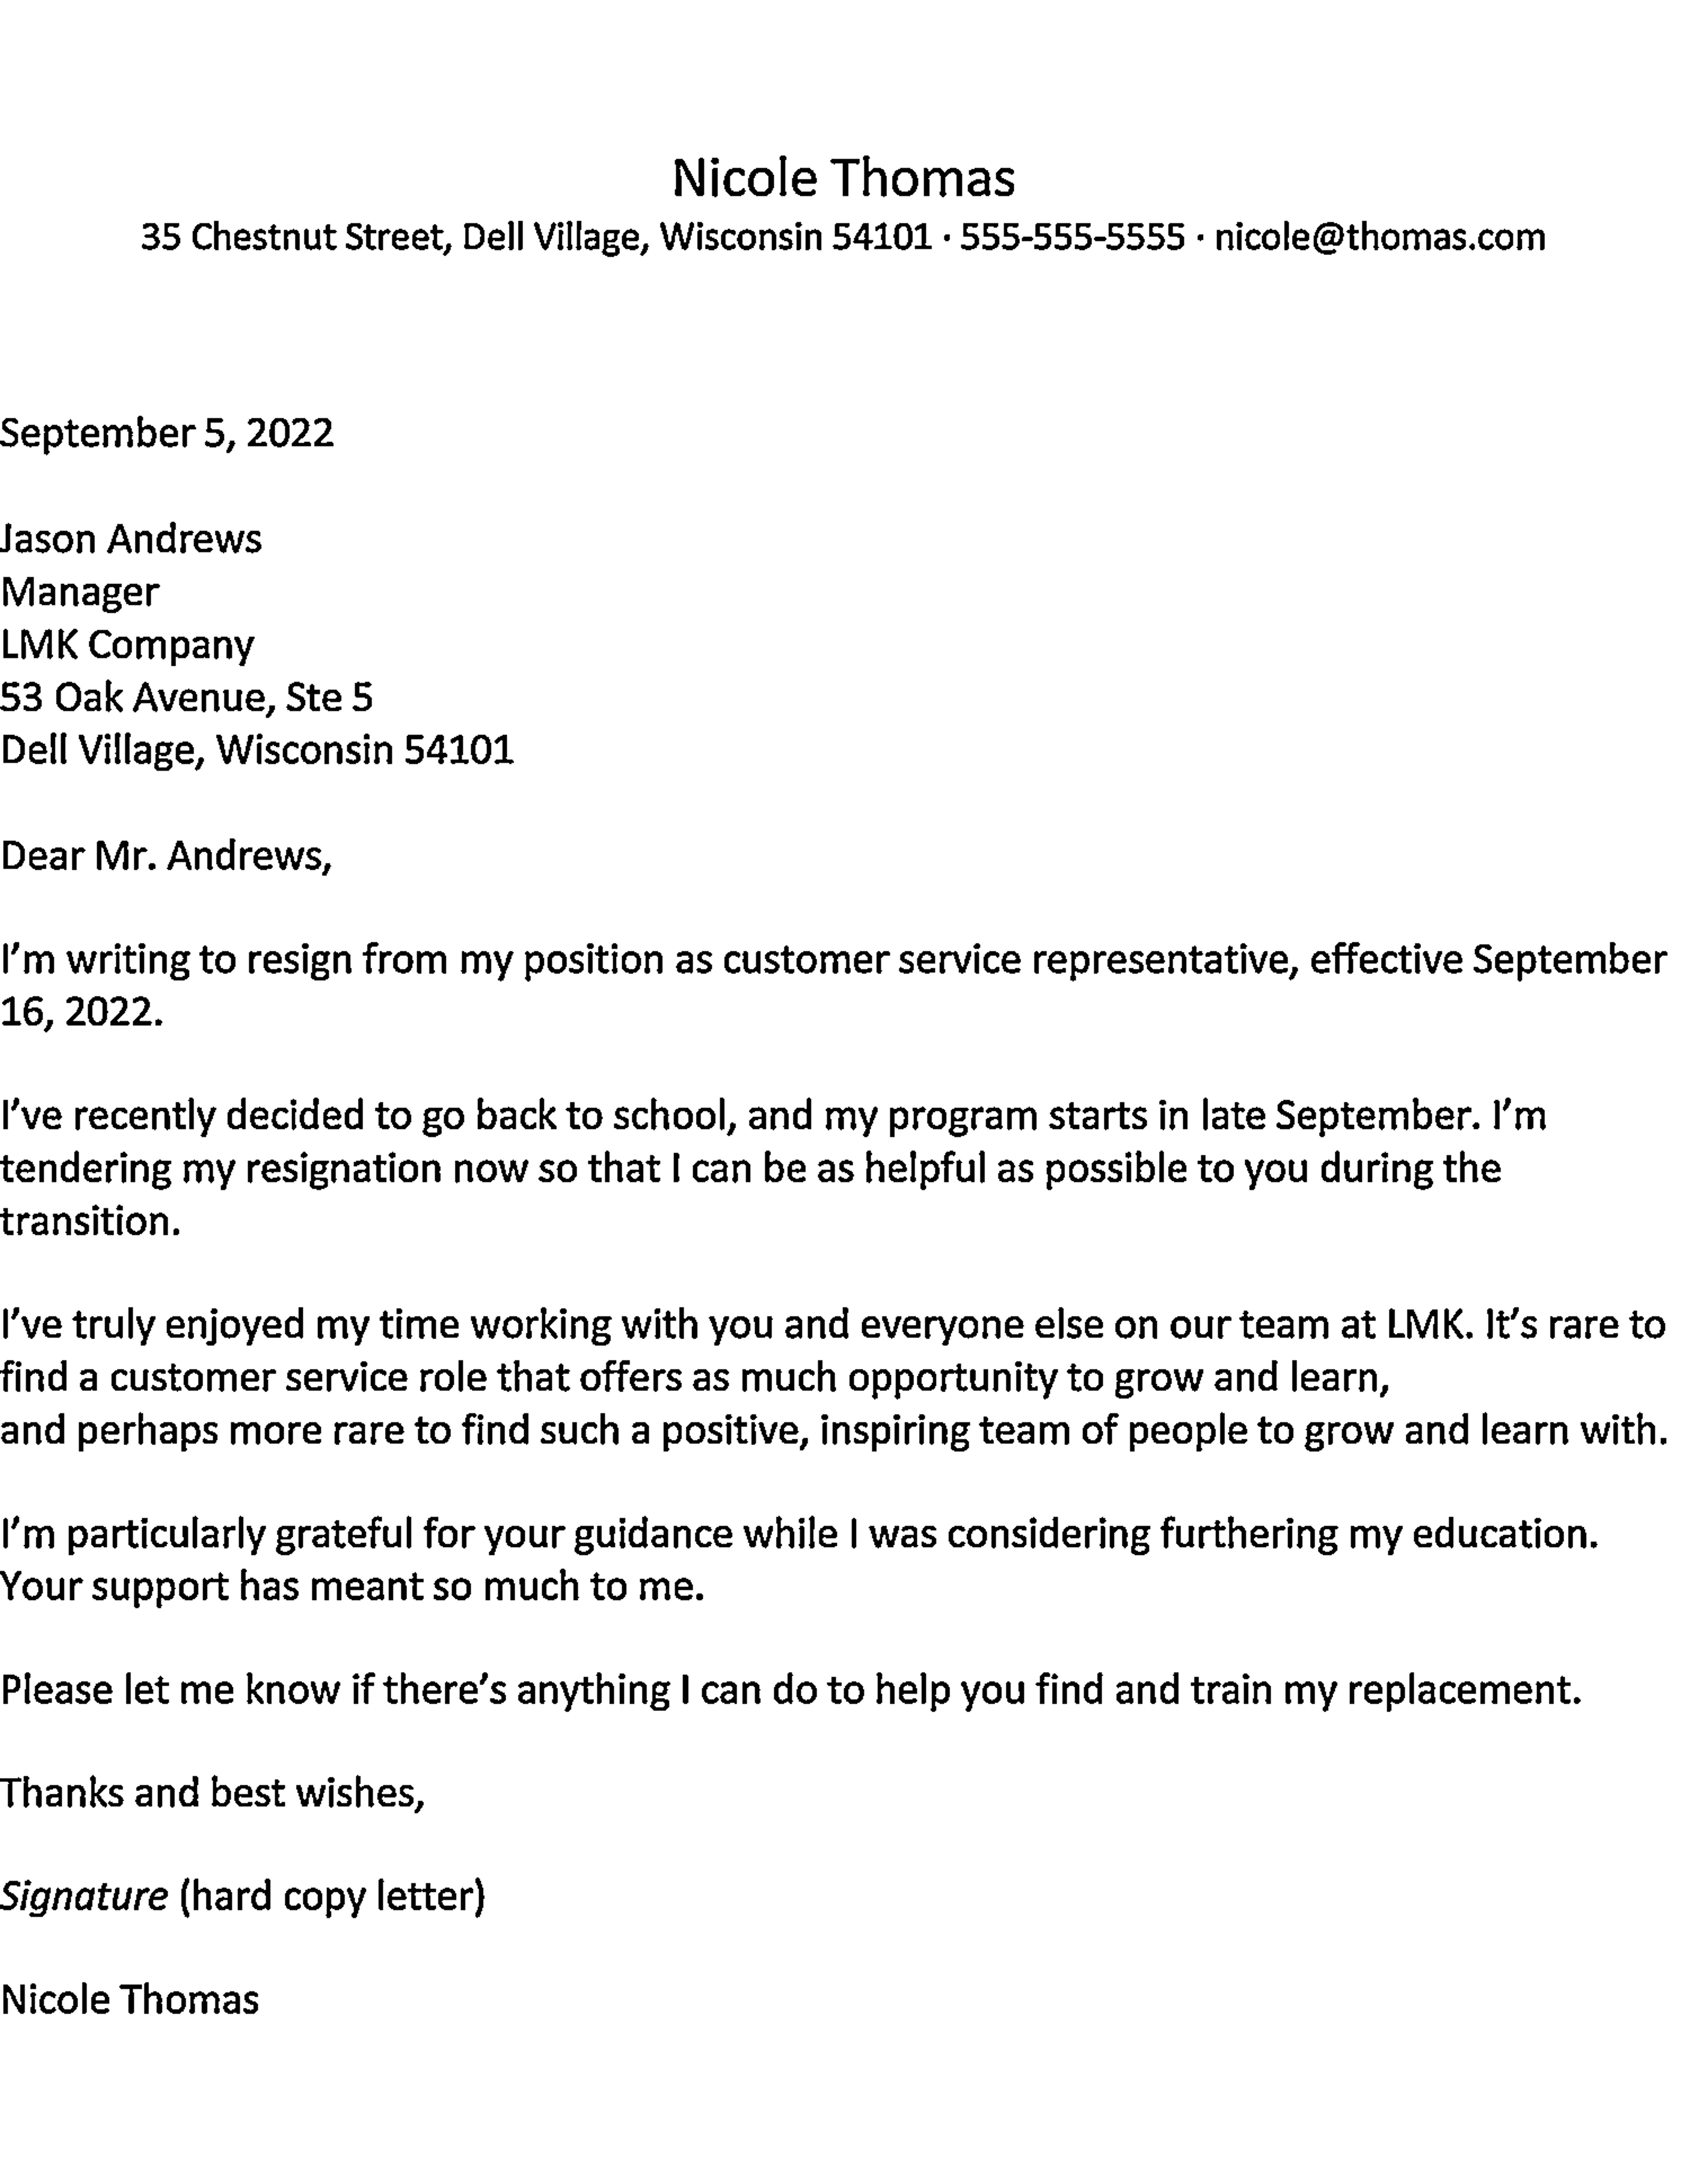 Nicole Thomas
35 Chestnut Street, Dell Village, Wisconsin 54101 · 555-555-5555 · nicole@thomas.com
September 5, 2022
Jason Andrews
Manager
LMK Company
53 Oak Avenue, Ste 5
Dell Village, Wisconsin 54101
Dear Mr. Andrews,
I’m writing to resign from my position as customer service representative, effective September
16, 2022.
I’ve recently decided to go back to school, and my program starts in late September. I’m
tendering my resignation now so that I can be as helpful as possible to you during the
transition.
I’ve truly enjoyed my time working with you and everyone else on our team at LMK. It’s rare to
find a customer service role that offers as much opportunity to grow and learn,
and perhaps more rare to find such a positive, inspiring team of people to grow and learn with.
I’m particularly grateful for your guidance while I was considering furthering my education.
Your support has meant so much to me.
Please let me know if there’s anything I can do to help you find and train my replacement.
Thanks and best wishes,
Signature (hard copy letter)
Nicole Thomas